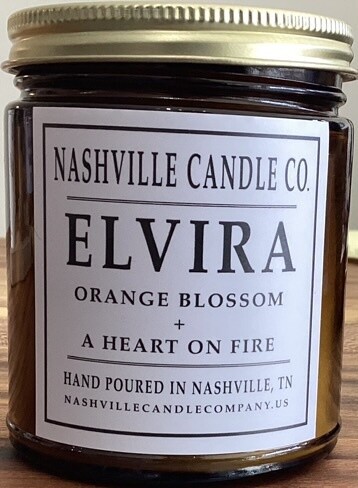 NASHVILLE CANDLE CO.
ELVIRA
ORANGE BLOSSOM
+
A HEART ON FIRE
HAND POURED IN NASHVILLE, TN
NASHVILLECANDLECOMPANY.US